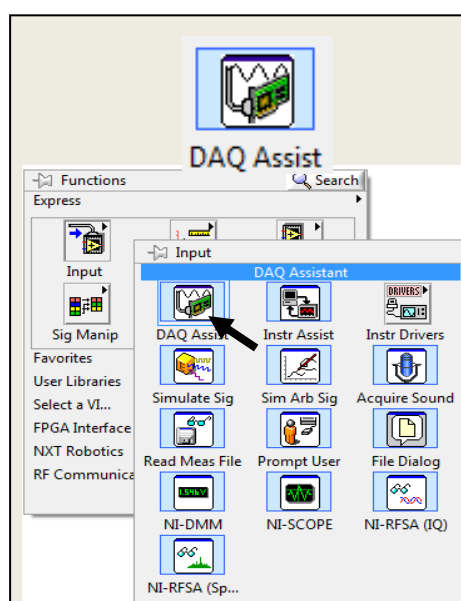 DAQ Assist
Functions
Search
Express
Input
Sig Manip
Favorites
User Libraries
Select a VI...
FPGA Interface
NXT Robotics
RF Communica
Input
DAQ Assistant
DAQ Assist
Instr Assist
DRIVERS
Instr Drivers
Simulate Sig
Sim Arb Sig
Acquire Sound
Read Meas File
Prompt User
File Dialog
NI-DMM
NI-SCOPE
NI-RFSA (IQ)
NI-RFSA (Sp...